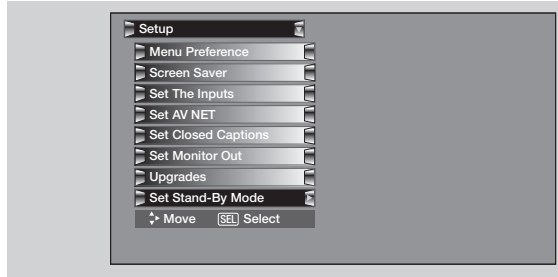 Setup
Menu Preference
Screen Saver
Set The Inputs
Set AV NET
Set Closed Captions
Set Monitor Out
Upgrades
Set Stand-By Mode
Move SEL Select